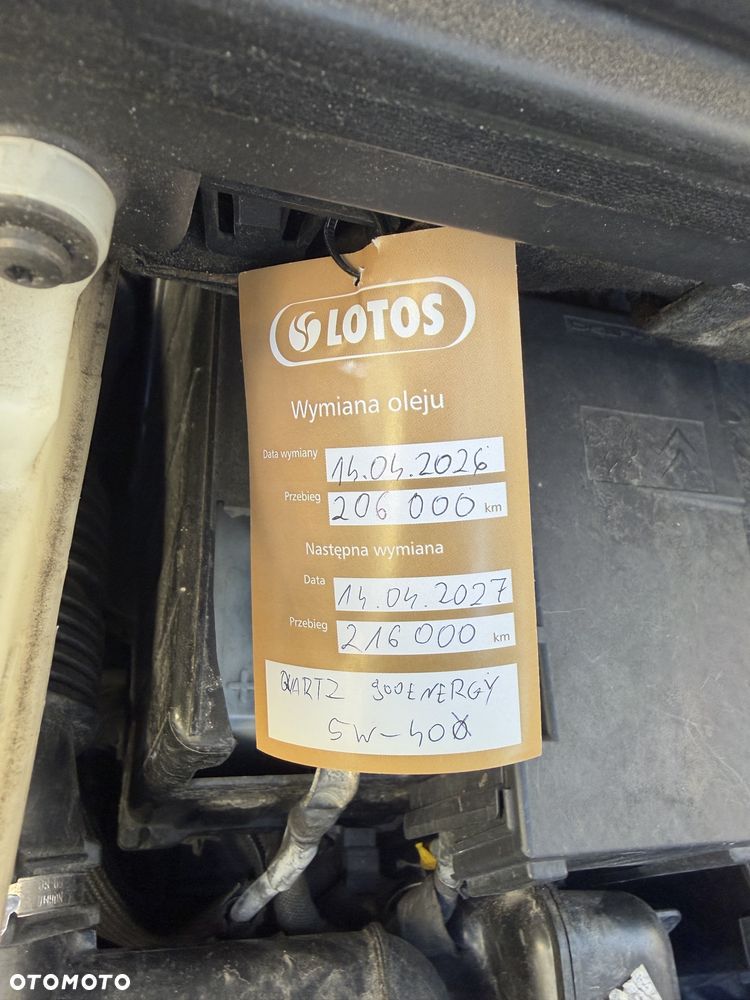 LOTOS
Wymiana oleju
Data wymiany 14.04.2026
Przebieg 206 000 km
Następna wymiana
Data 14.04.2027
Przebieg 216 000 km
QUARTZ 900ENERGY
5W-40
OTOMOTO